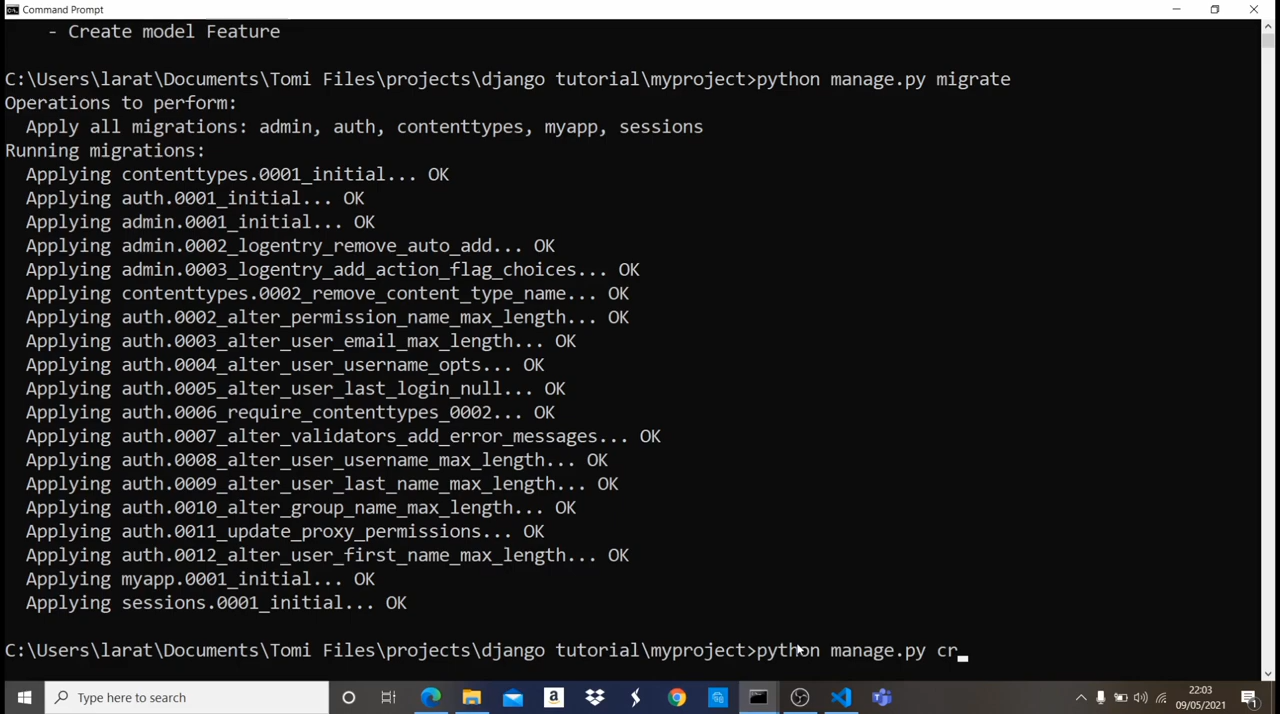 Command Prompt
- Create model Feature
C:\Users\larat\Documents\Tomi Files\projects\django tutorial\myproject>python manage.py migrate
Operations to perform:
Apply all migrations: admin, auth, contenttypes, myapp, sessions
Running migrations:
Applying contenttypes.0001_initial... OK
Applying auth.0001_initial... OK
Applying admin.0001_initial... OK
Applying admin.0002_logentry_remove_auto_add... OK
Applying admin.0003_logentry_add_action_flag_choices... OK
Applying contenttypes.0002_remove_content_type_name... OK
Applying auth.0002_alter_permission_name_max_length... OK
Applying auth.0003_alter_user_email_max_length... OK
Applying auth.0004_alter_user_username_opts... OK
Applying auth.0005_alter_user_last_login_null... OK
Applying auth.0006_require_contenttypes_0002... OK
Applying auth.0007_alter_validators_add_error_messages... OK
Applying auth.0008_alter_user_username_max_length... OK
Applying auth.0009_alter_user_last_name_max_length... OK
Applying auth.0010_alter_group_name_max_length... OK
Applying auth.0011_update_proxy_permissions... OK
Applying auth.0012_alter_user_first_name_max_length... OK
Applying myapp.0001_initial... OK
Applying sessions.0001_initial... OK
C:\Users\larat\Documents\Tomi Files\projects\django tutorial\myproject>python manage.py cr_
Type here to search
22:03
09/05/2021